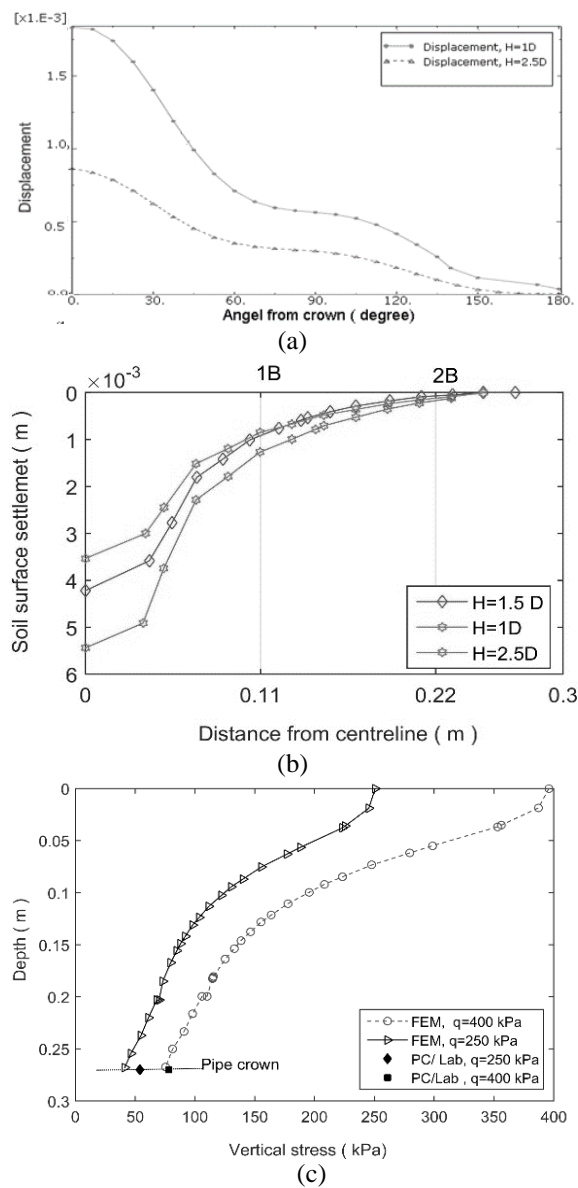 [x1.E-3]
Displacement, H=1D
Displacement, H=2.5D
1.5
1.0
0.5
0.0
Displacement
0. 30. 60. 90. 120. 150. 180.
Angel from crown ( degree)
(a)
×10⁻³
1B 2B
0
1
2
3
4
5
6
Soil surface settlemet ( m )
H=1.5 D
H=1D
H=2.5D
0 0.11 0.22 0.3
Distance from centreline ( m )
(b)
0
0.05
0.1
0.15
0.2
0.25
0.3
Depth ( m )
FEM, q=400 kPa
FEM, q=250 kPa
PC/ Lab, q=250 kPa
PC/Lab , q=400 kPa
Pipe crown
0 50 100 150 200 250 300 350 400
Vertical stress ( kPa)
(c)